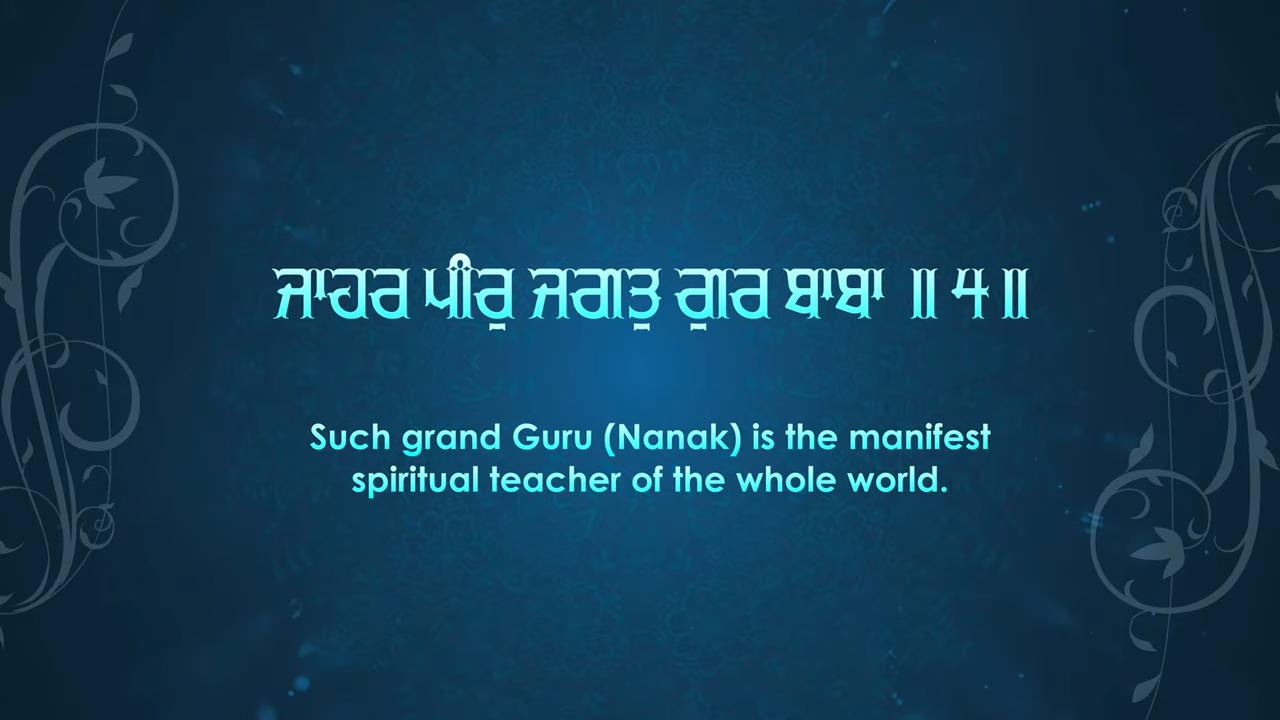 ਜਾਹਰ ਪੀਰੁ ਜਗਤੁ ਗੁਰ ਬਾਬਾ ॥੪॥
Such grand Guru (Nanak) is the manifest
spiritual teacher of the whole world.